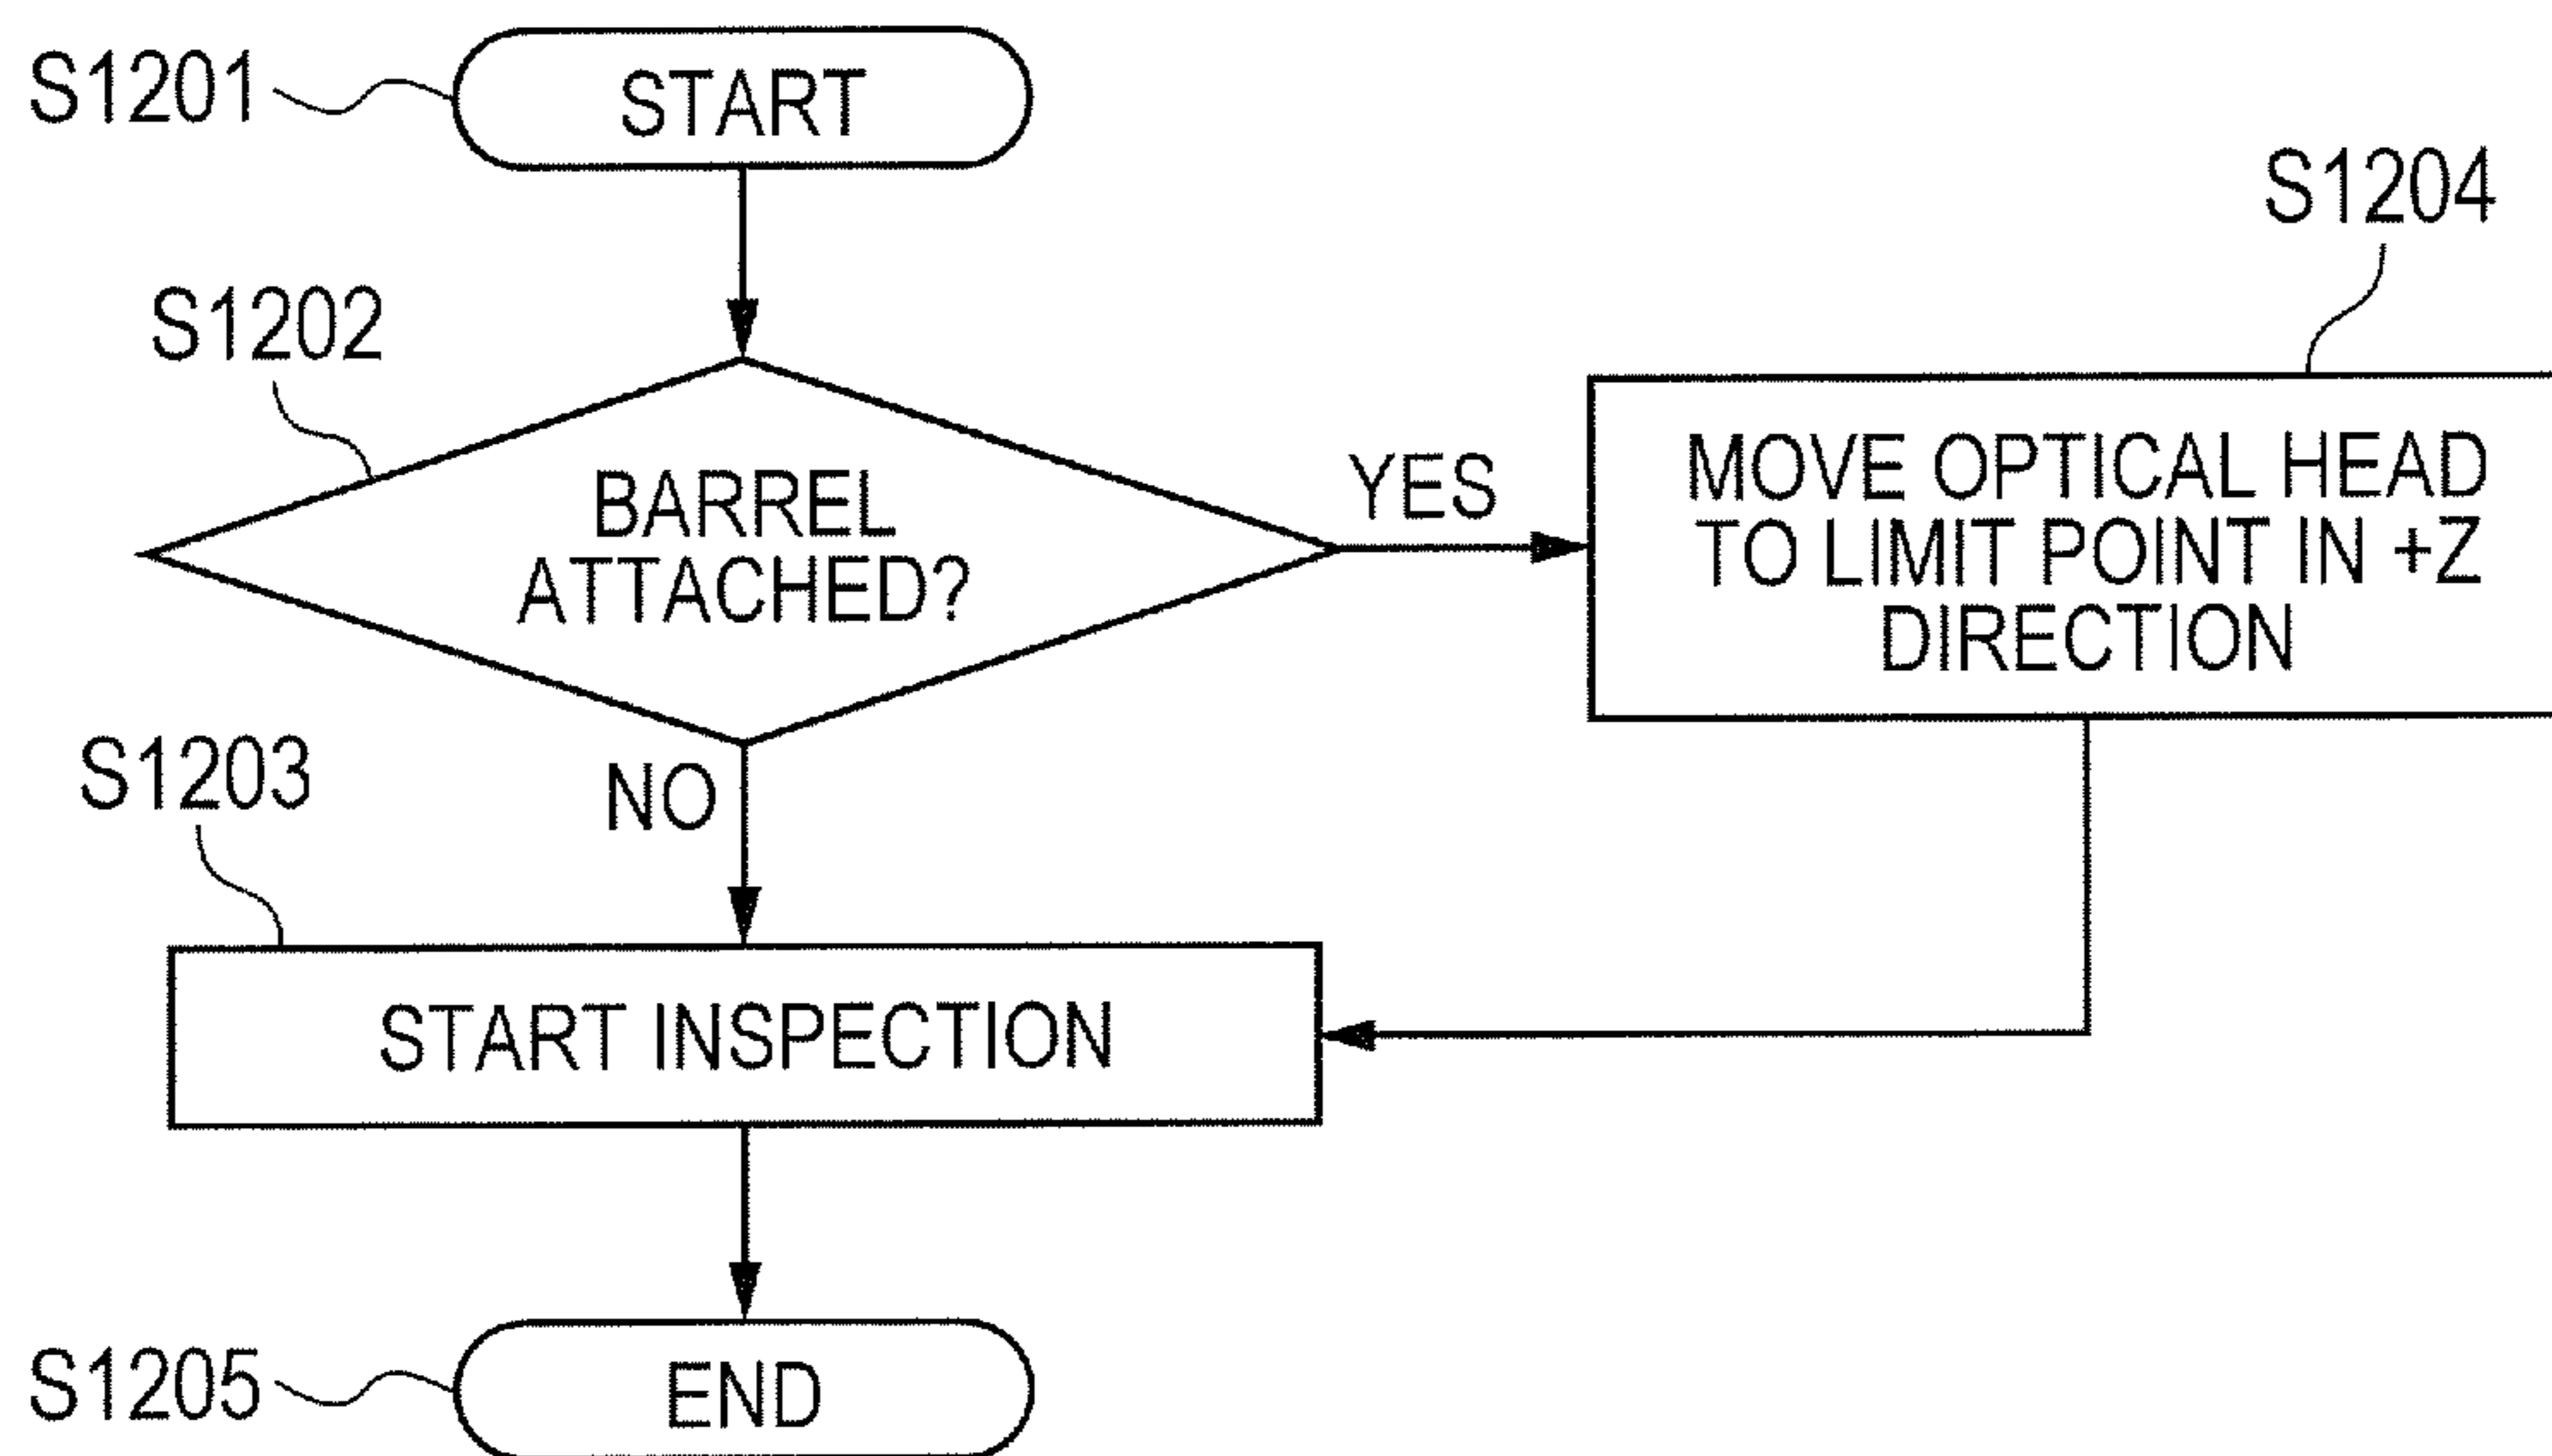 S1201
START
S1204
S1202
BARREL
ATTACHED?
YES
MOVE OPTICAL HEAD
TO LIMIT POINT IN +Z
DIRECTION
NO
S1203
START INSPECTION
S1205
END